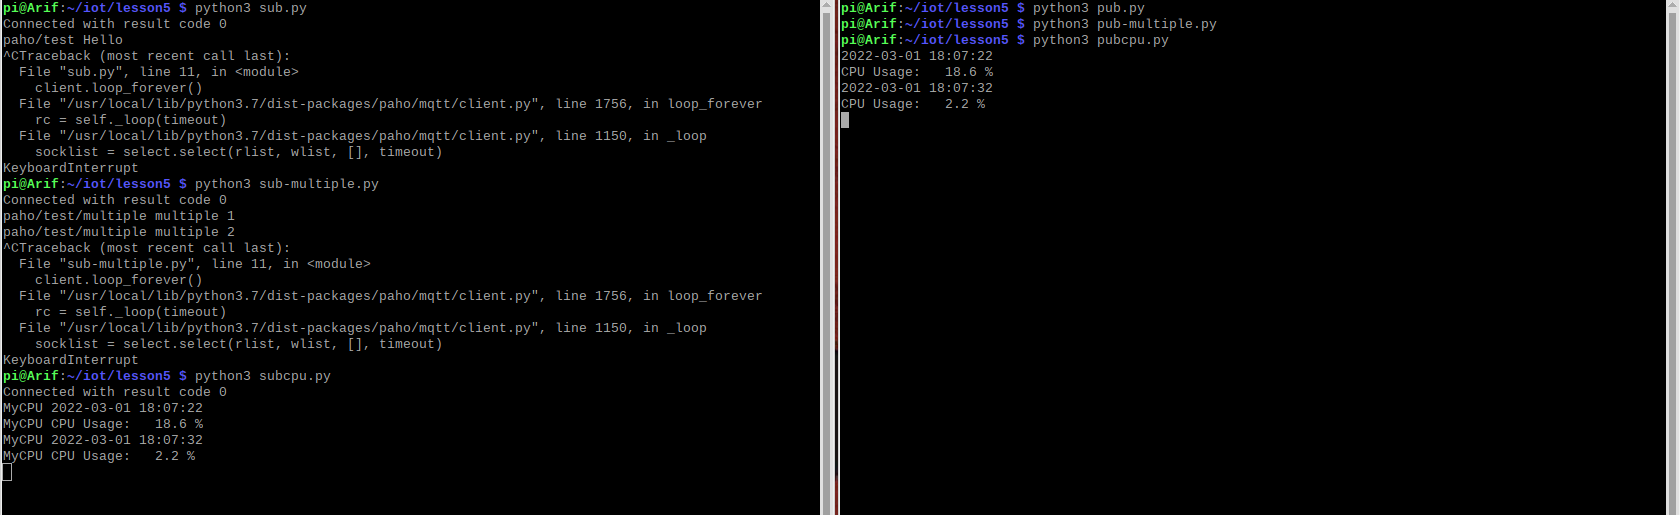 pi@Arif:~/iot/lesson5 $ python3 sub.py
Connected with result code 0
paho/test Hello
^CTraceback (most recent call last):
  File "sub.py", line 11, in <module>
    client.loop_forever()
  File "/usr/local/lib/python3.7/dist-packages/paho/mqtt/client.py", line 1756, in loop_forever
    rc = self._loop(timeout)
  File "/usr/local/lib/python3.7/dist-packages/paho/mqtt/client.py", line 1150, in _loop
    socklist = select.select(rlist, wlist, [], timeout)
KeyboardInterrupt
pi@Arif:~/iot/lesson5 $ python3 sub-multiple.py
Connected with result code 0
paho/test/multiple multiple 1
paho/test/multiple multiple 2
^CTraceback (most recent call last):
  File "sub-multiple.py", line 11, in <module>
    client.loop_forever()
  File "/usr/local/lib/python3.7/dist-packages/paho/mqtt/client.py", line 1756, in loop_forever
    rc = self._loop(timeout)
  File "/usr/local/lib/python3.7/dist-packages/paho/mqtt/client.py", line 1150, in _loop
    socklist = select.select(rlist, wlist, [], timeout)
KeyboardInterrupt
pi@Arif:~/iot/lesson5 $ python3 subcpu.py
Connected with result code 0
MyCPU 2022-03-01 18:07:22
MyCPU CPU Usage:   18.6 %
MyCPU 2022-03-01 18:07:32
MyCPU CPU Usage:   2.2 %
pi@Arif:~/iot/lesson5 $ python3 pub.py
pi@Arif:~/iot/lesson5 $ python3 pub-multiple.py
pi@Arif:~/iot/lesson5 $ python3 pubcpu.py
2022-03-01 18:07:22
CPU Usage:   18.6 %
2022-03-01 18:07:32
CPU Usage:   2.2 %